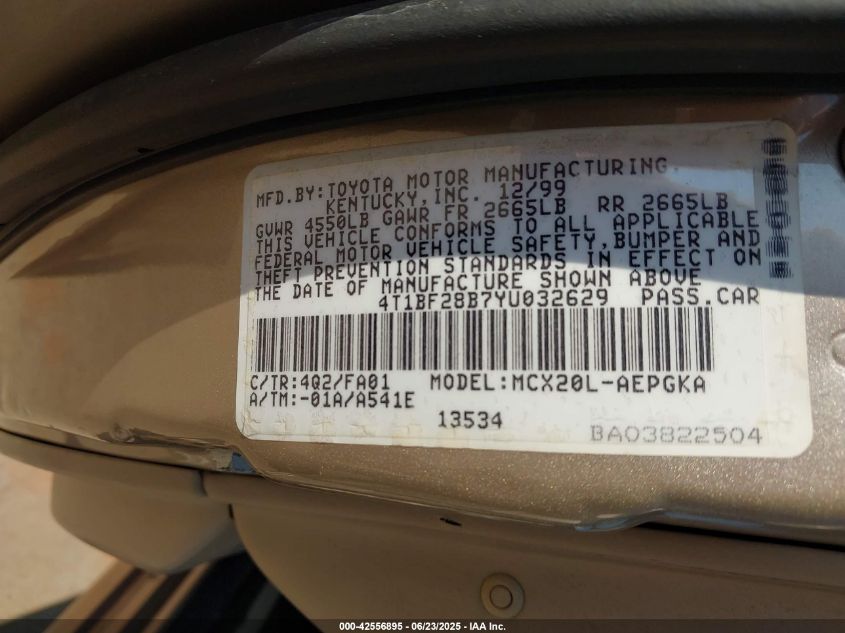 MFD.BY:TOYOTA MOTOR MANUFACTURING
KENTUCKY,INC. 12/99
GVWR 4550LB GAWR FR 2665LB RR 2665LB
THIS VEHICLE CONFORMS TO ALL APPLICABLE
FEDERAL MOTOR VEHICLE SAFETY,BUMPER AND
THEFT PREVENTION STANDARDS IN EFFECT ON
THE DATE OF MANUFACTURE SHOWN ABOVE
4T1BF28B7YU032629 PASS.CAR
C/TR:4Q2/FA01 MODEL:MCX20L-AEPGKA
A/TM:-01A/A541E
13534
BA03822504
000-42556895 - 06/23/2025 - IAA Inc.